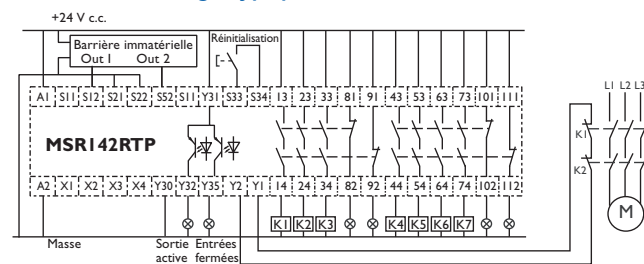 +24 V c.c.
Barrière immatérielle
Out 1 Out 2
Réinitialisation
A1 S11 S12 S21 S22 S52 S11 Y31 S33 S34 13 23 33 81 91 43 53 63 73 101 111
L1 L2 L3
MSR142RTP
K1
K2
A2 X1 X2 X3 X4 Y30 Y32 Y35 Y2 Y1 14 24 34 82 92 44 54 64 74 102 112
K1 K2 K3 K4 K5 K6 K7
M
Masse
Sortie active
Entrées fermées